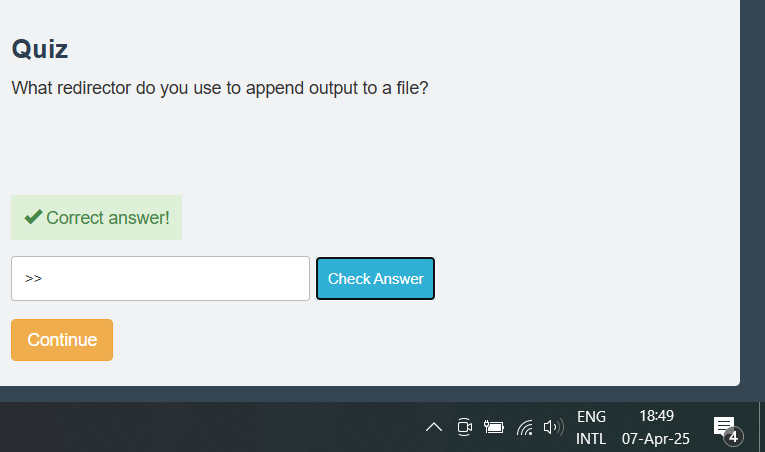 Quiz
What redirector do you use to append output to a file?
Correct answer!
>>
Check Answer
Continue
ENG
18:49
INTL
07-Apr-25
4